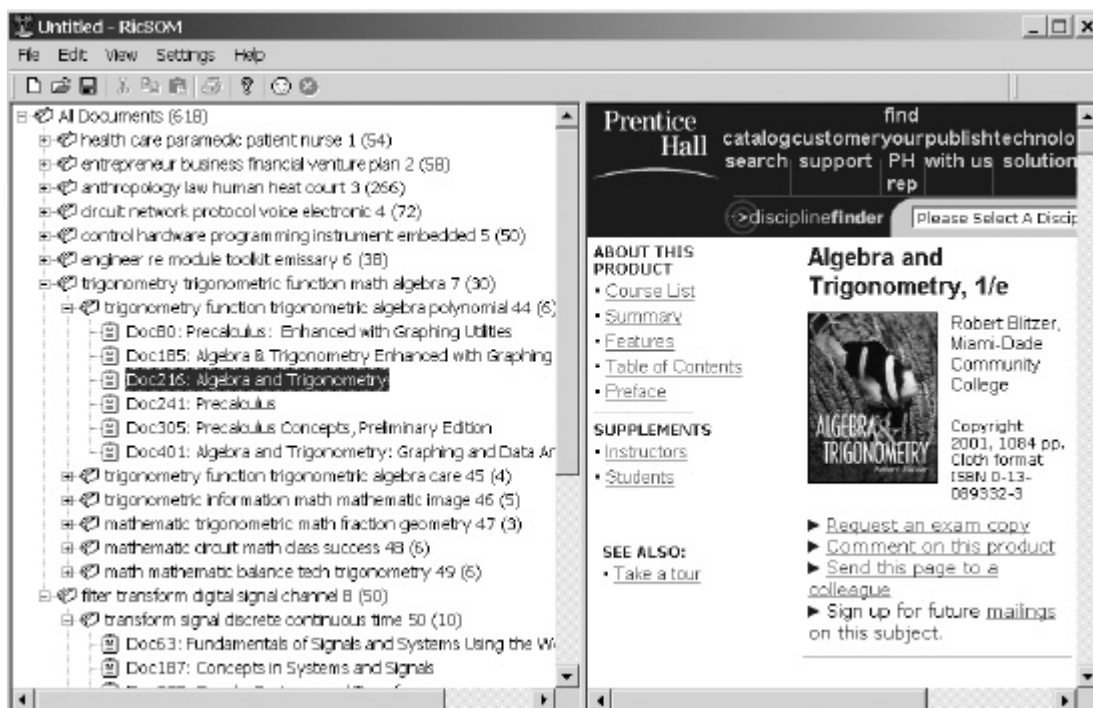 Untitled - RicSOM
File Edit View Settings Help
All Documents (618)
health care paramedic patient nurse 1 (54)
entrepreneur business financial venture plan 2 (58)
anthropology law human heat court 3 (266)
circuit network protocol voice electronic 4 (72)
control hardware programming instrument embedded 5 (50)
engineer re module toolkit emissary 6 (38)
trigonometry trigonometric function math algebra 7 (30)
trigonometry function trigonometric algebra polynomial 44 (6)
Doc80: Precalculus: Enhanced with Graphing Utilities
Doc185: Algebra & Trigonometry Enhanced with Graphing
Doc216: Algebra and Trigonometry
Doc241: Precalculus
Doc305: Precalculus Concepts, Preliminary Edition
Doc401: Algebra and Trigonometry: Graphing and Data An
trigonometry function trigonometric algebra care 45 (4)
trigonometric information math mathematic image 46 (5)
mathematic trigonometric math fraction geometry 47 (3)
mathematic circuit math class success 48 (6)
math mathematic balance tech trigonometry 49 (6)
filter transform digital signal channel 8 (50)
transform signal discrete continuous time 50 (10)
Doc63: Fundamentals of Signals and Systems Using the We
Doc187: Concepts in Systems and Signals
Prentice
Hall
catalog search
customer support
find your PH rep
publish with us
technolo solution
disciplinefinder
Please Select A Discip
ABOUT THIS
PRODUCT
• Course List
• Summary
• Features
• Table of Contents
• Preface
SUPPLEMENTS
• Instructors
• Students
SEE ALSO:
• Take a tour
Algebra and
Trigonometry, 1/e
ALGEBRA &
TRIGONOMETRY
Robert Blitzer
Robert Blitzer,
Miami-Dade
Community
College
Copyright
2001, 1084 pp.
Cloth format
ISBN 0-13-
089332-3
► Request an exam copy
► Comment on this product
► Send this page to a
colleague
► Sign up for future mailings
on this subject.